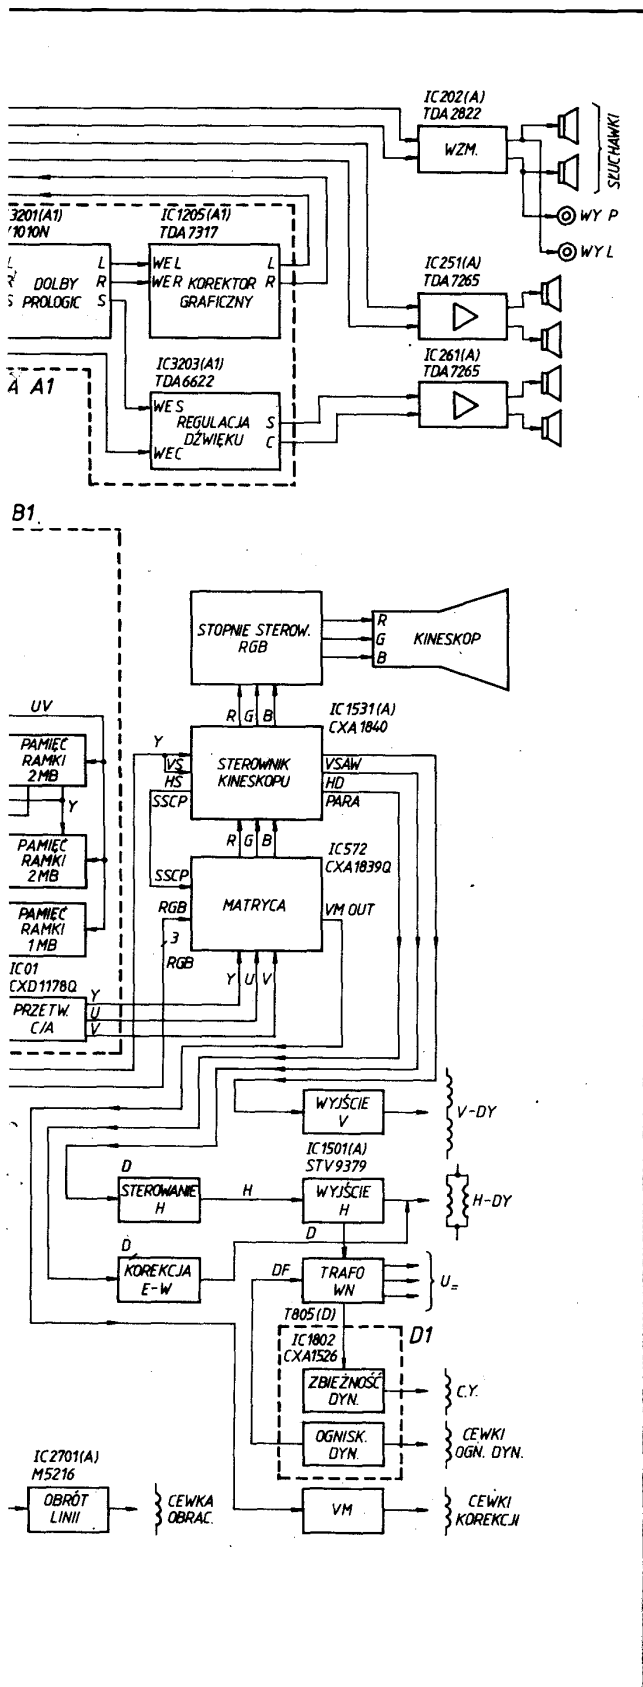 IC202(A)
TDA2822
WZM.
SŁUCHAWKI
WY P
WY L
3201(A1)
1010N
L
R
S
DOLBY
PROLOGIC
L
R
S
IC1205(A1)
TDA7317
WE L
WE R
KOREKTOR
GRAFICZNY
L
R
IC251(A)
TDA7265
IC261(A)
TDA7265
A A1
IC3203(A1)
TDA6622
WES
WEC
REGULACJA
DŹWIĘKU
S
C
B1
STOPNIE STEROW.
RGB
R
G
B
KINESKOP
R G B
IC1531(A)
CXA1840
UV
PAMIĘĆ
RAMKI
2MB
Y
Y
VS
HS
SSCP
STEROWNIK
KINESKOPU
VSAW
HD
PARA
PAMIĘĆ
RAMKI
2MB
R G B
IC572
CXA1839Q
SSCP
RGB
MATRYCA
VM OUT
PAMIĘĆ
RAMKI
1MB
3
RGB
Y U V
IC01
CXD1178Q
PRZETW.
C/A
Y
U
V
WYJŚCIE
V
V-DY
IC1501(A)
STV9379
D
STEROWANIE
H
H
WYJŚCIE
H
H-DY
D
D
KOREKCJA
E-W
DF
TRAFO
WN
U=
T805(D)
D1
IC1802
CXA1526
ZBIEŻNOŚĆ
DYN.
C.Y.
OGNISK.
DYN.
CEWKI
OGN. DYN.
IC2701(A)
M5216
OBRÓT
LINII
CEWKA
OBRAC.
VM
CEWKI
KOREKCJI